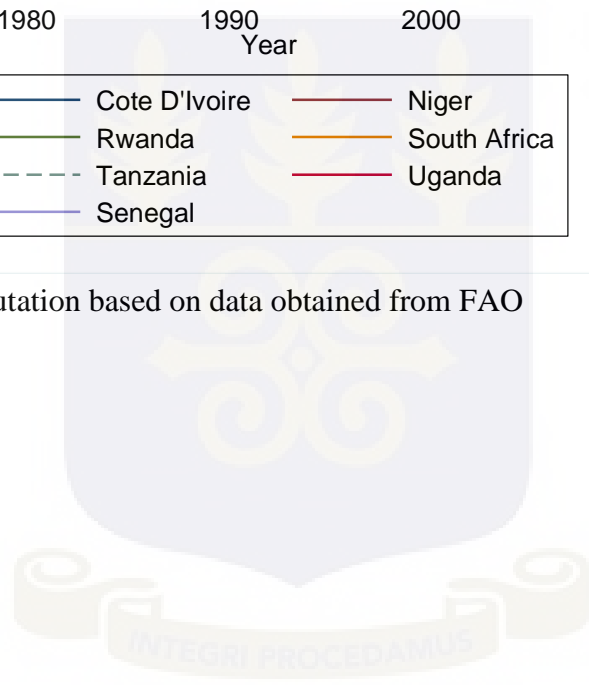 1980 1990 2000
Year
Cote D'Ivoire Niger
Rwanda South Africa
Tanzania Uganda
Senegal
utation based on data obtained from FAO
INTEGRI PROCEDAMUS